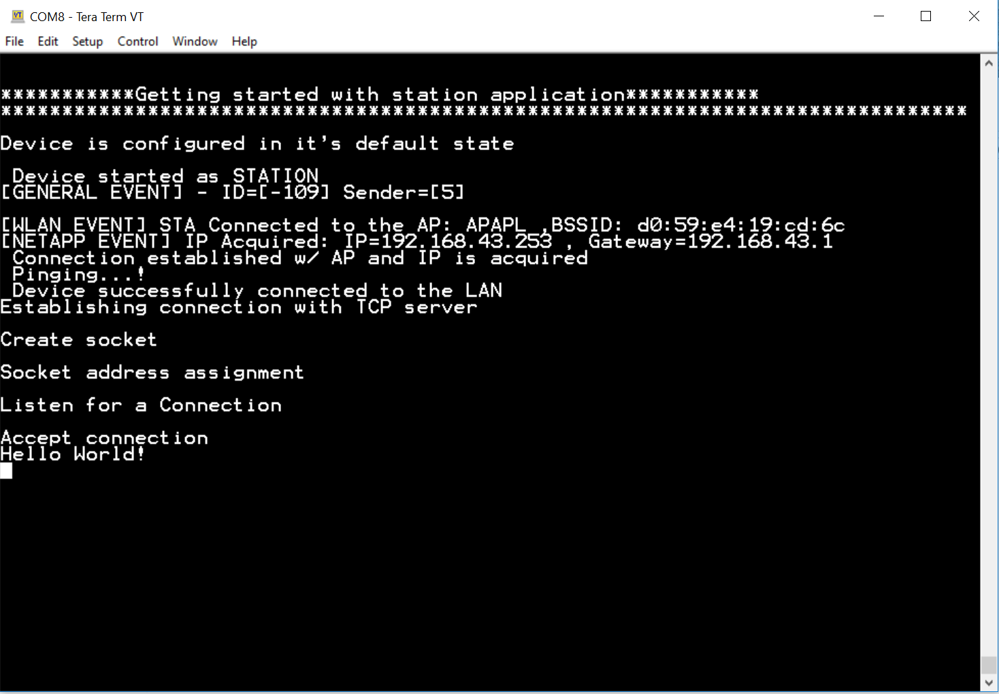 COM8 - Tera Term VT
File Edit Setup Control Window Help
***********Getting started with station application***********
*******************************************************************************
Device is configured in it's default state
Device started as STATION
[GENERAL EVENT] - ID=[-109] Sender=[5]
[WLAN EVENT] STA Connected to the AP: APAPL ,BSSID: d0:59:e4:19:cd:6c
[NETAPP EVENT] IP Acquired: IP=192.168.43.253 , Gateway=192.168.43.1
Connection established w/ AP and IP is acquired
Pinging...!
Device successfully connected to the LAN
Establishing connection with TCP server
Create socket
Socket address assignment
Listen for a Connection
Accept connection
Hello World!